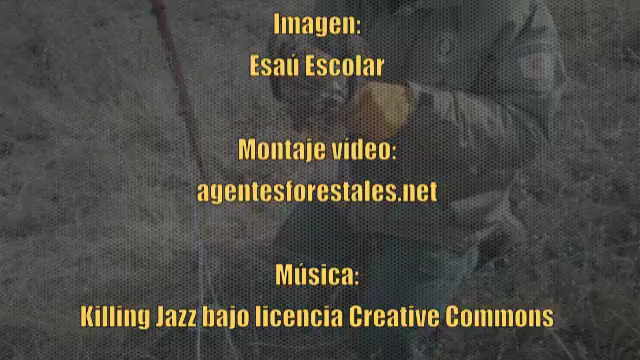 Imagen:
Esaú Escolar
Montaje vídeo:
agentesforestales.net
Música:
Killing Jazz bajo licencia Creative Commons